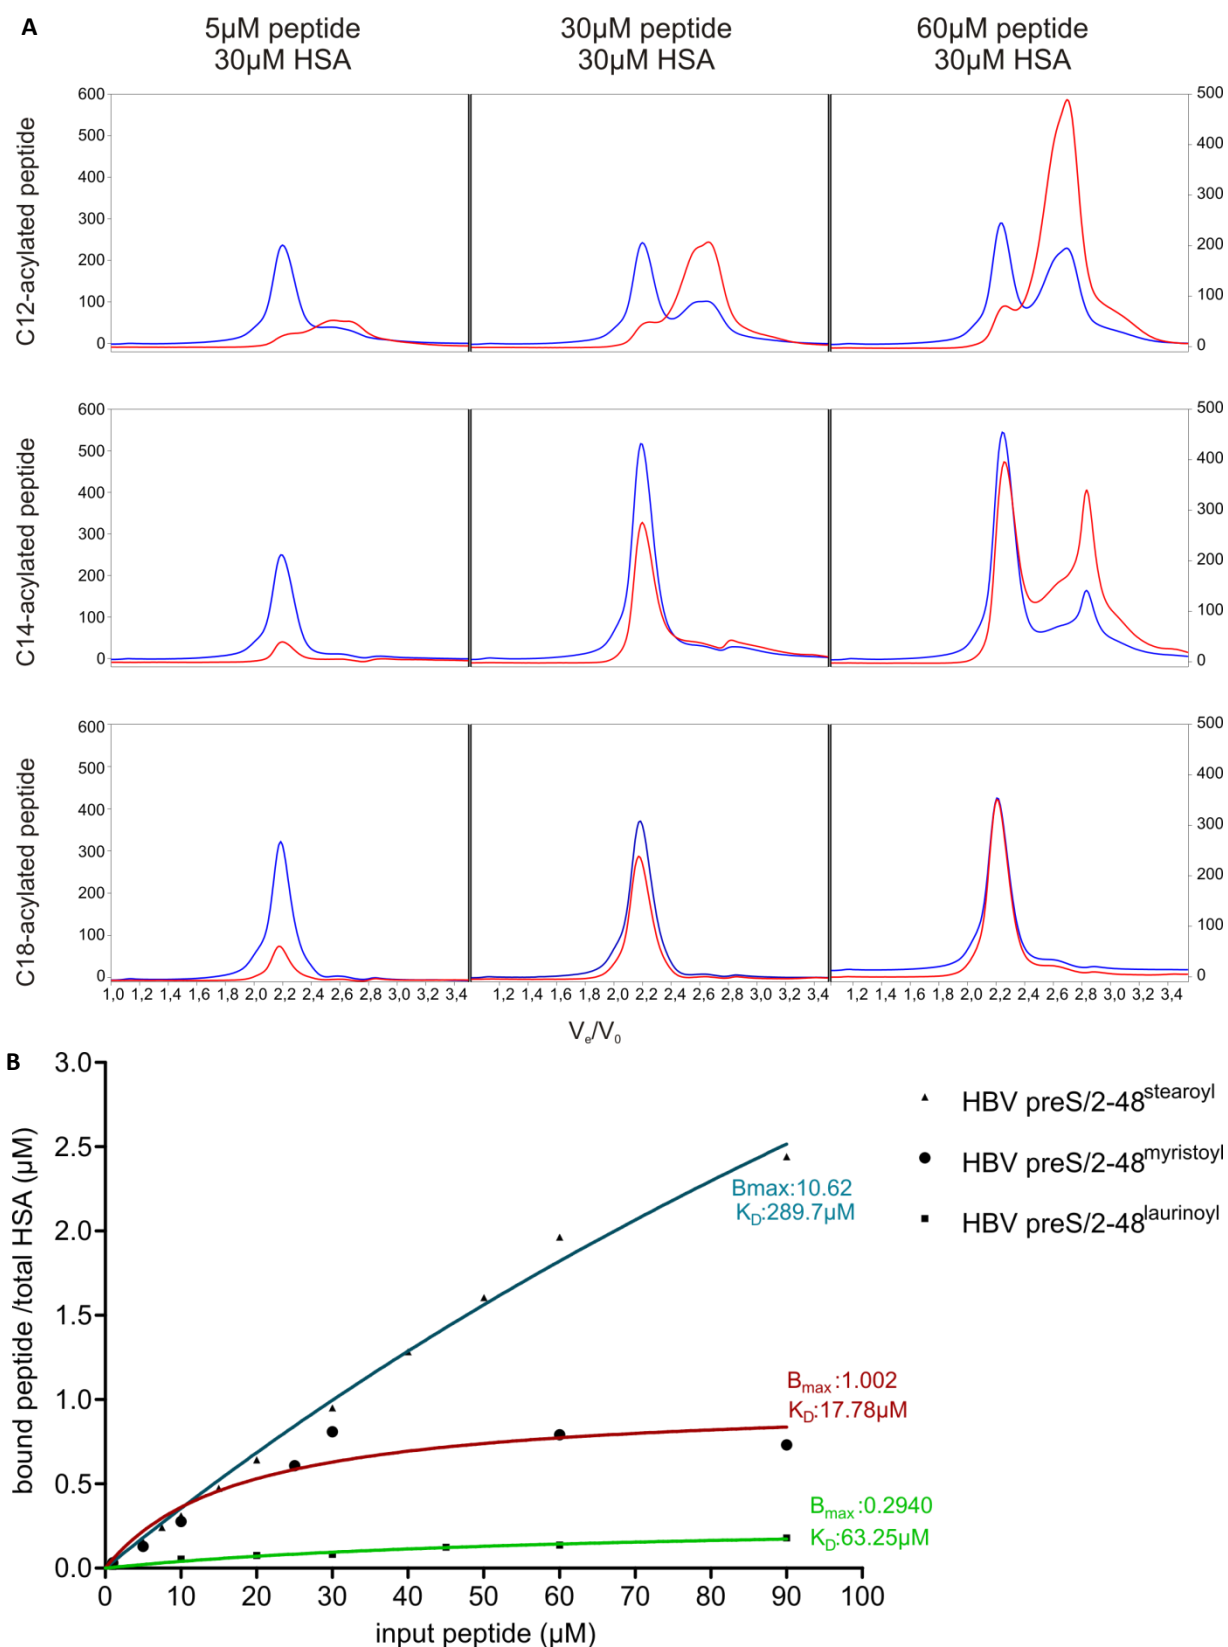 A
5µM peptide
30µM HSA
30µM peptide
30µM HSA
60µM peptide
30µM HSA
C12-acylated peptide
600
500
400
300
200
100
0
500
400
300
200
100
0
C14-acylated peptide
600
500
400
300
200
100
0
500
400
300
200
100
0
C18-acylated peptide
600
500
400
300
200
100
0
500
400
300
200
100
0
1,0 1,2 1,4 1,6 1,8 2,0 2,2 2,4 2,6 2,8 3,0 3,2 3,4
1,2 1,4 1,6 1,8 2,0 2,2 2,4 2,6 2,8 3,0 3,2 3,4
1,2 1,4 1,6 1,8 2,0 2,2 2,4 2,6 2,8 3,0 3,2 3,4
Ve/V0
B
bound peptide /total HSA (µM)
3.0
2.5
2.0
1.5
1.0
0.5
0.0
0 10 20 30 40 50 60 70 80 90 100
input peptide (µM)
Bmax:10.62
KD:289.7µM
Bmax:1.002
KD:17.78µM
Bmax:0.2940
KD:63.25µM
HBV preS/2-48stearoyl
HBV preS/2-48myristoyl
HBV preS/2-48laurinoyl